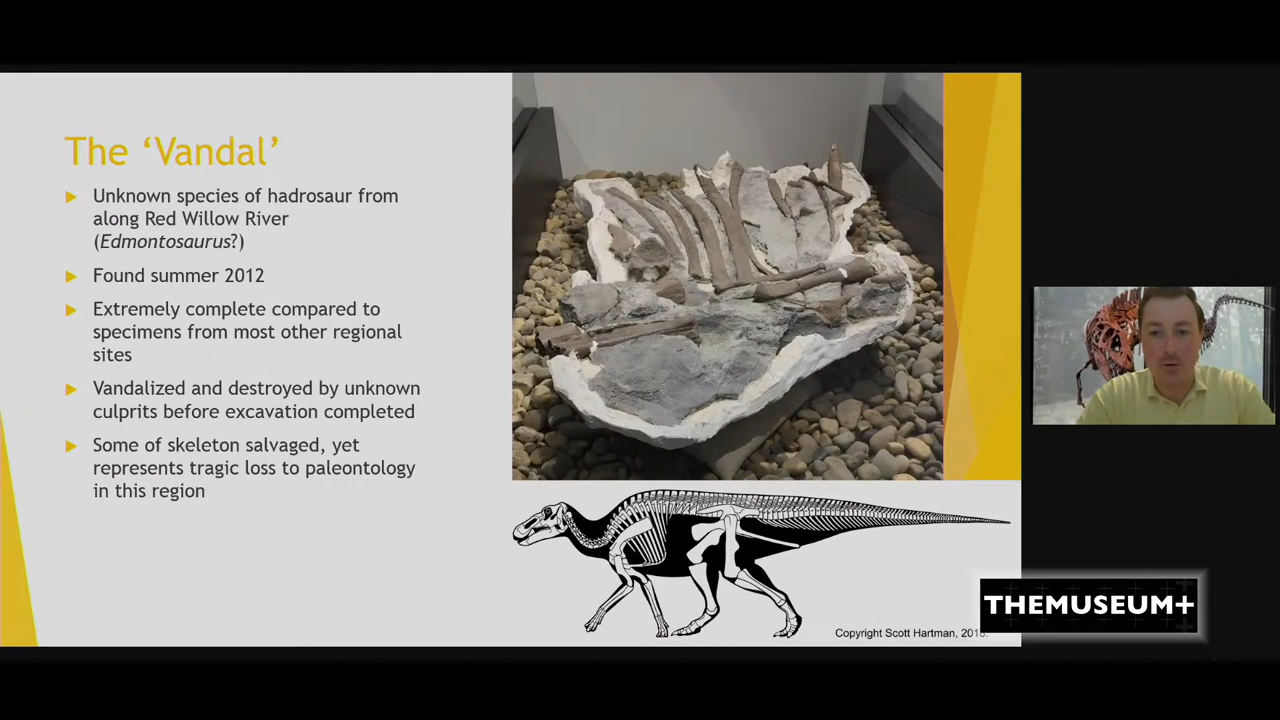 The ‘Vandal’
Unknown species of hadrosaur from
along Red Willow River
(Edmontosaurus?)
Found summer 2012
Extremely complete compared to
specimens from most other regional
sites
Vandalized and destroyed by unknown
culprits before excavation completed
Some of skeleton salvaged, yet
represents tragic loss to paleontology
in this region
THEMUSEUM+
Copyright Scott Hartman,